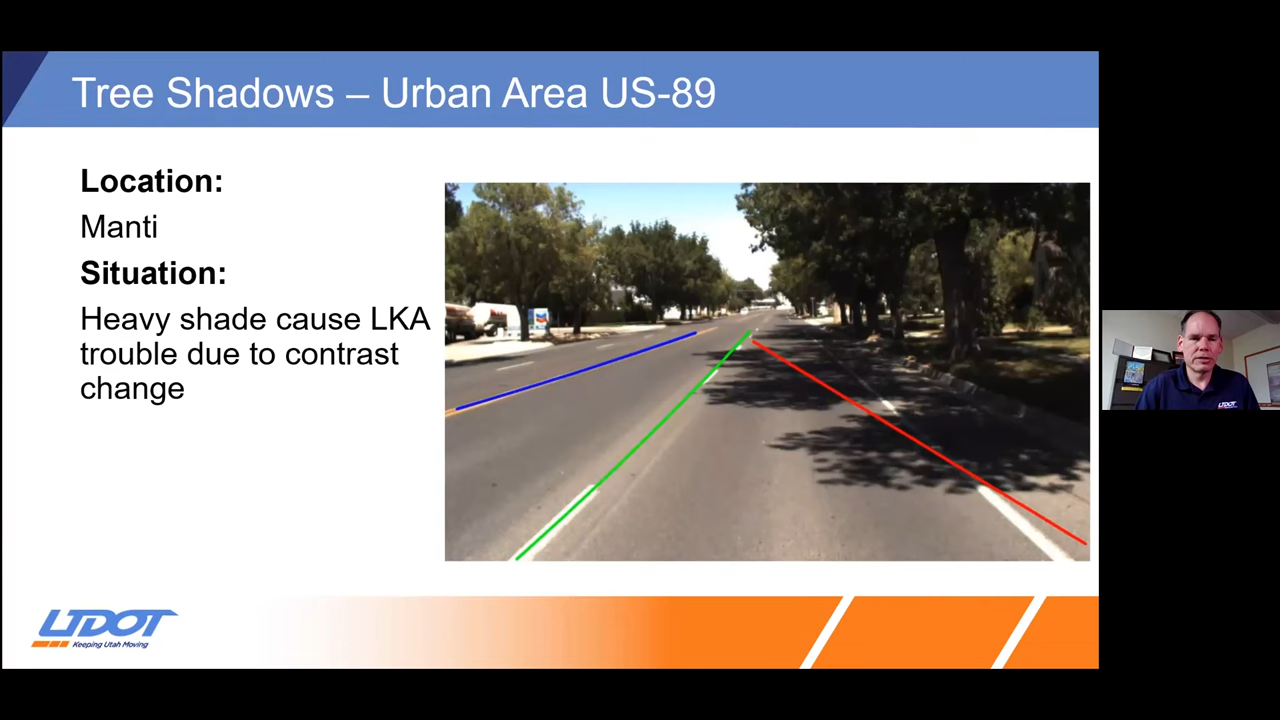 Tree Shadows – Urban Area US-89
Location:
Manti
Situation:
Heavy shade cause LKA
trouble due to contrast
change
UDOT
Keeping Utah Moving
UDOT